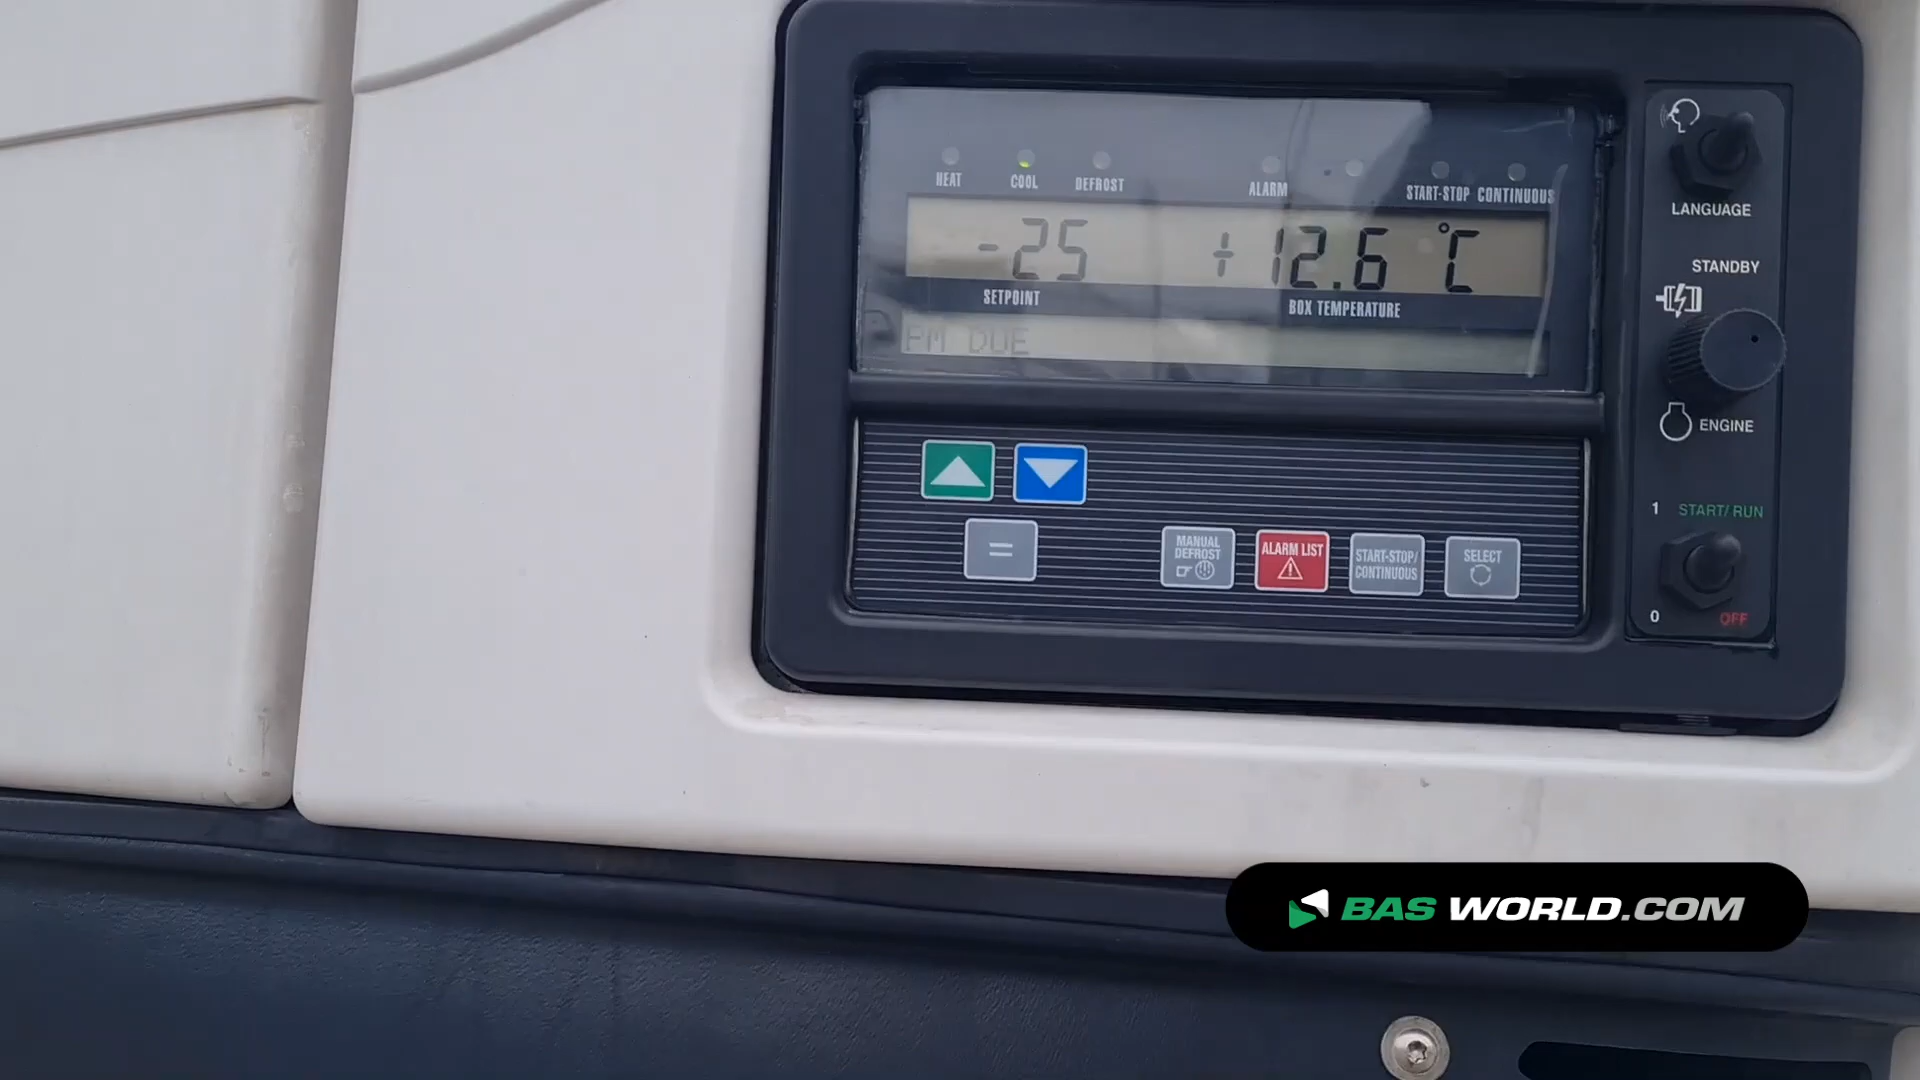 HEAT COOL DEFROST ALARM START-STOP CONTINUOUS
-25 +12.6 °C
SETPOINT BOX TEMPERATURE
PM DUE
LANGUAGE
STANDBY
ENGINE
1 START/RUN
0 OFF
=
MANUAL
DEFROST
ALARM LIST
START-STOP/
CONTINUOUS
SELECT
BAS WORLD.COM